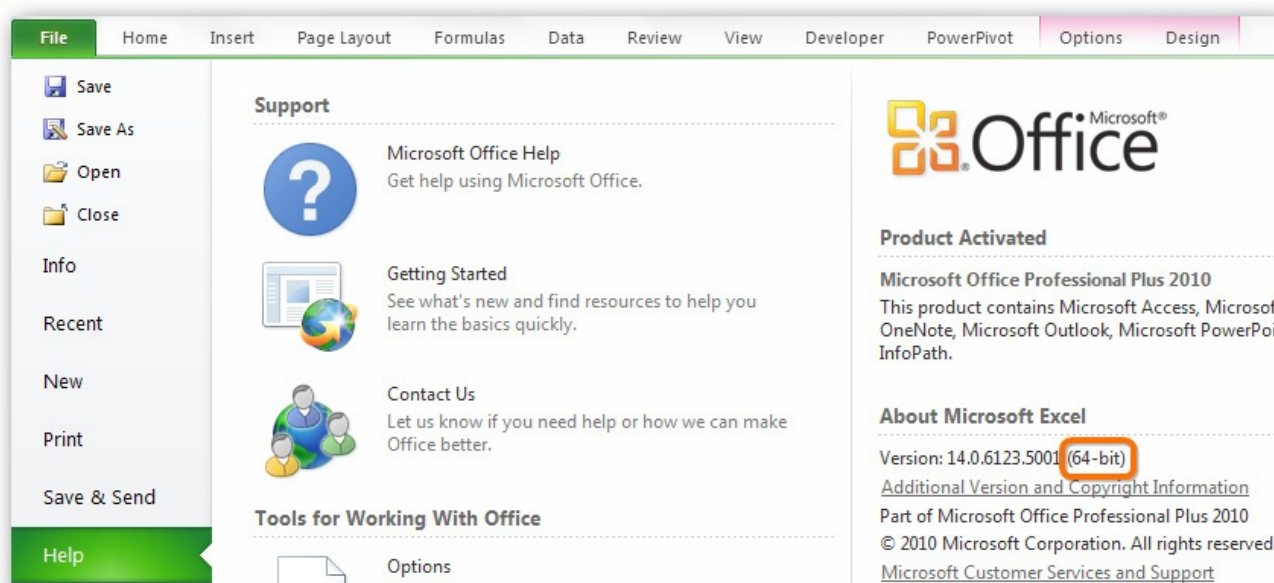 File Home Insert Page Layout Formulas Data Review View Developer PowerPivot Options Design
Save
Save As
Open
Close
Info
Recent
New
Print
Save & Send
Help
Support
Microsoft Office Help
Get help using Microsoft Office.
Getting Started
See what's new and find resources to help you
learn the basics quickly.
Contact Us
Let us know if you need help or how we can make
Office better.
Tools for Working With Office
Options
Microsoft®
Office
Product Activated
Microsoft Office Professional Plus 2010
This product contains Microsoft Access, Microsof
OneNote, Microsoft Outlook, Microsoft PowerPoi
InfoPath.
About Microsoft Excel
Version: 14.0.6123.5001 (64-bit)
Additional Version and Copyright Information
Part of Microsoft Office Professional Plus 2010
© 2010 Microsoft Corporation. All rights reserved
Microsoft Customer Services and Support